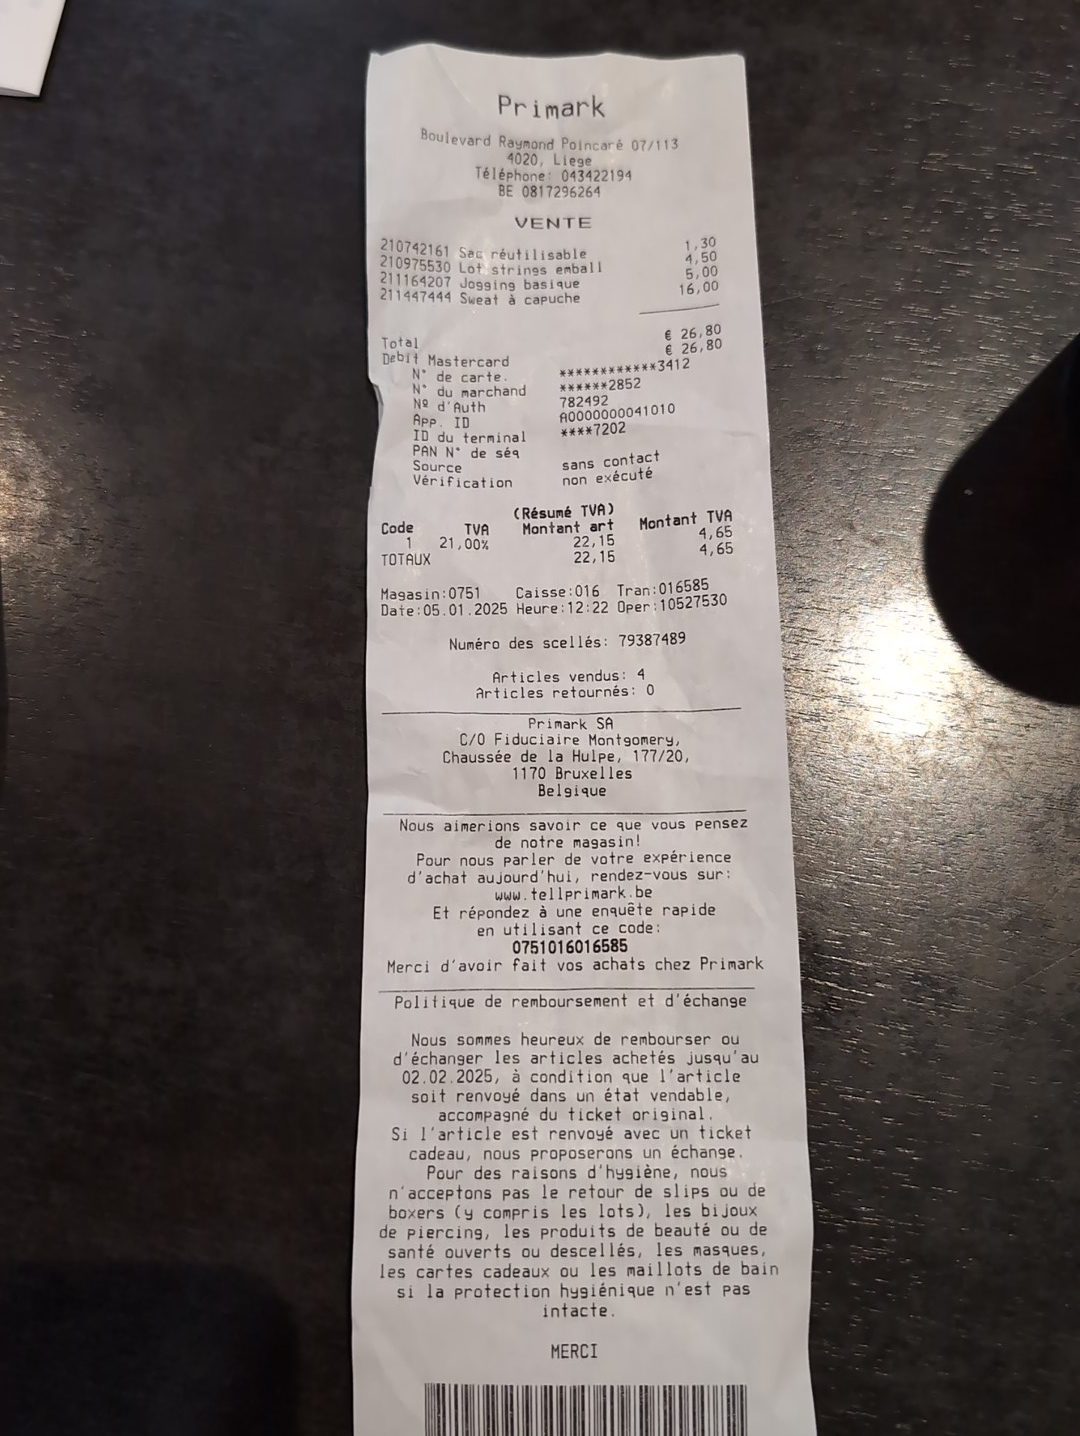 Primark
Boulevard Raymond Poincaré 07/113
4020, Liege
Téléphone: 043422194
BE 0817296264
VENTE
210742161 Sac réutilisable 1,30
210975530 Lot strings emball 4,50
211164207 Jogging basique 5,00
211447444 Sweat à capuche 16,00
Total € 26,80
Debit Mastercard € 26,80
N° de carte. ************3412
N° du marchand ******2852
Nº d'Auth 782492
App. ID A0000000041010
ID du terminal ****7202
PAN N° de séq
Source sans contact
Vérification non exécuté
(Résumé TVA)
Code TVA Montant art Montant TVA
1 21,00% 22,15 4,65
TOTAUX 22,15 4,65
Magasin:0751 Caisse:016 Tran:016585
Date:05.01.2025 Heure:12:22 Oper:10527530
Numéro des scellés: 79387489
Articles vendus: 4
Articles retournés: 0
Primark SA
C/O Fiduciaire Montgomery,
Chaussée de la Hulpe, 177/20,
1170 Bruxelles
Belgique
Nous aimerions savoir ce que vous pensez
de notre magasin!
Pour nous parler de votre expérience
d'achat aujourd'hui, rendez-vous sur:
www.tellprimark.be
Et répondez à une enquête rapide
en utilisant ce code:
0751016016585
Merci d'avoir fait vos achats chez Primark
Politique de remboursement et d'échange
Nous sommes heureux de rembourser ou
d'échanger les articles achetés jusqu'au
02.02.2025, à condition que l'article
soit renvoyé dans un état vendable,
accompagné du ticket original.
Si l'article est renvoyé avec un ticket
cadeau, nous proposerons un échange.
Pour des raisons d'hygiène, nous
n'acceptons pas le retour de slips ou de
boxers (y compris les lots), les bijoux
de piercing, les produits de beauté ou de
santé ouverts ou descellés, les masques,
les cartes cadeaux ou les maillots de bain
si la protection hygiénique n'est pas
intacte.
MERCI